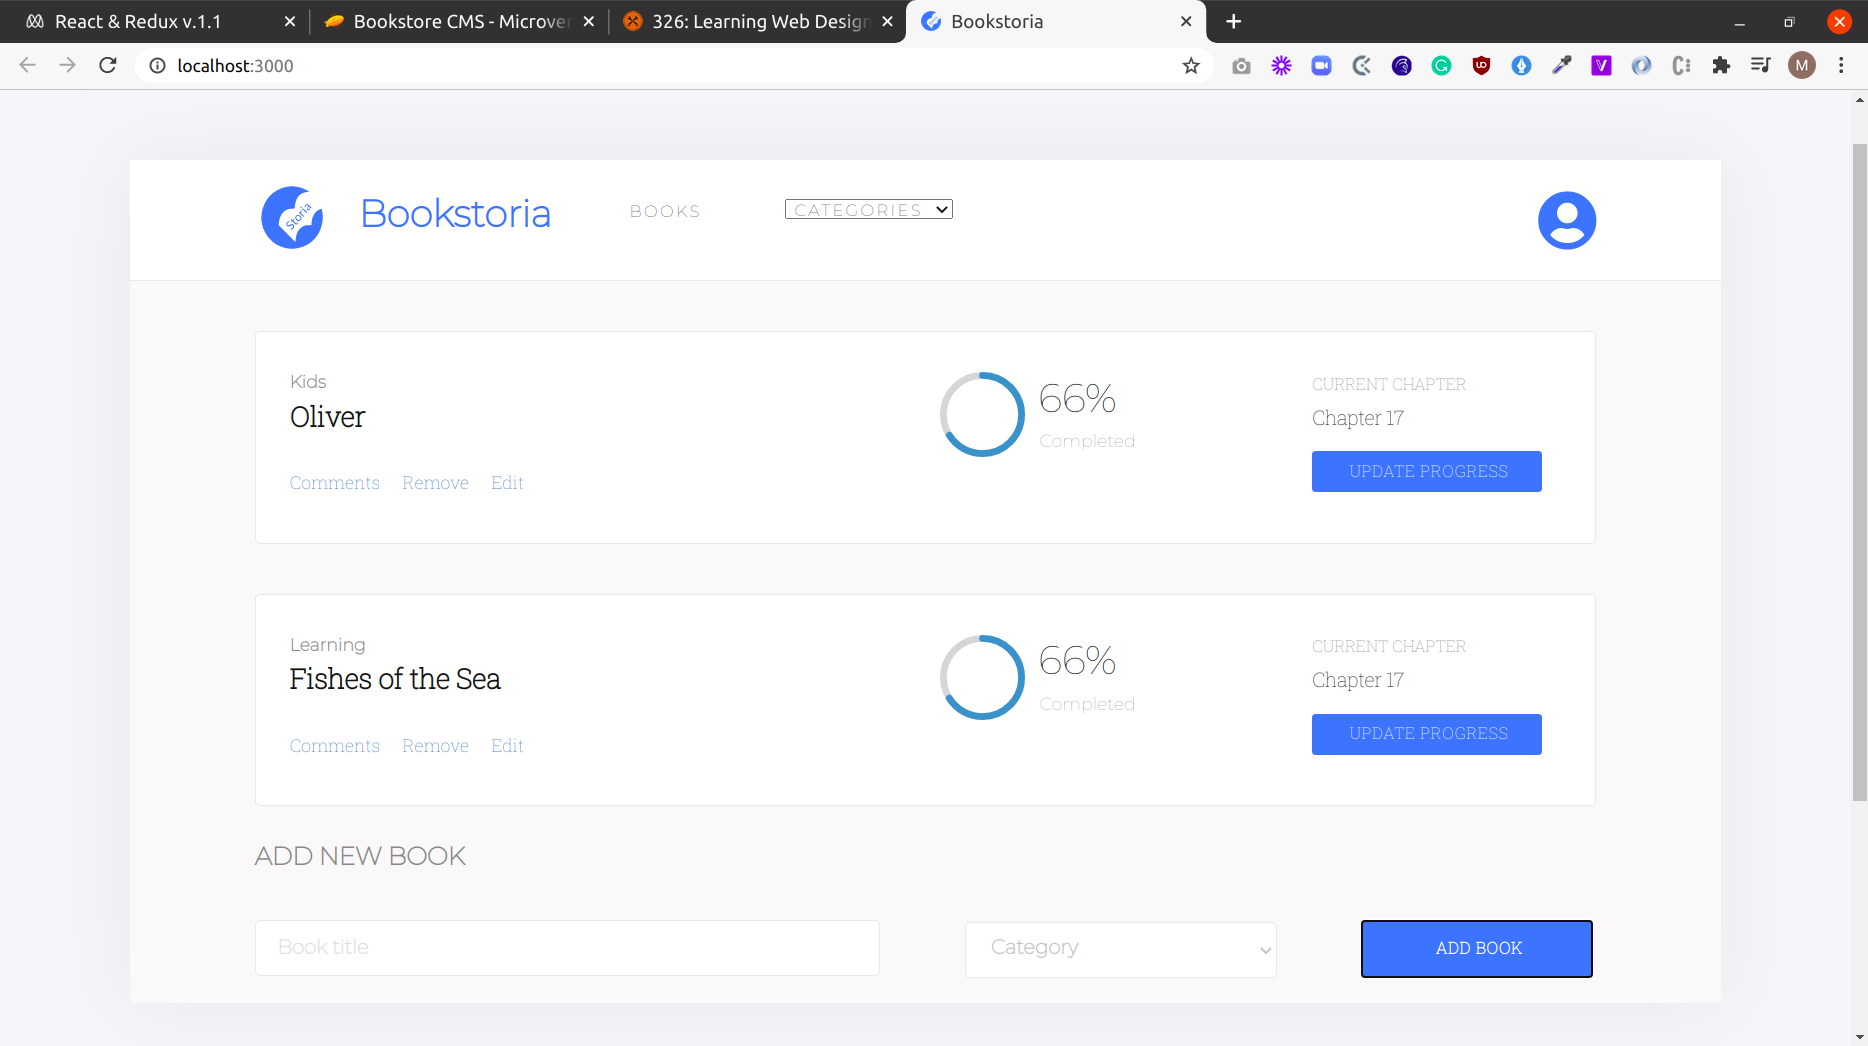 React & Redux v.1.1
Bookstore CMS - Microver
326: Learning Web Design
Bookstoria
localhost:3000
M
Storia
Bookstoria
BOOKS
CATEGORIES
Kids
Oliver
Comments Remove Edit
66%
Completed
CURRENT CHAPTER
Chapter 17
UPDATE PROGRESS
Learning
Fishes of the Sea
Comments Remove Edit
66%
Completed
CURRENT CHAPTER
Chapter 17
UPDATE PROGRESS
ADD NEW BOOK
Book title
Category
ADD BOOK